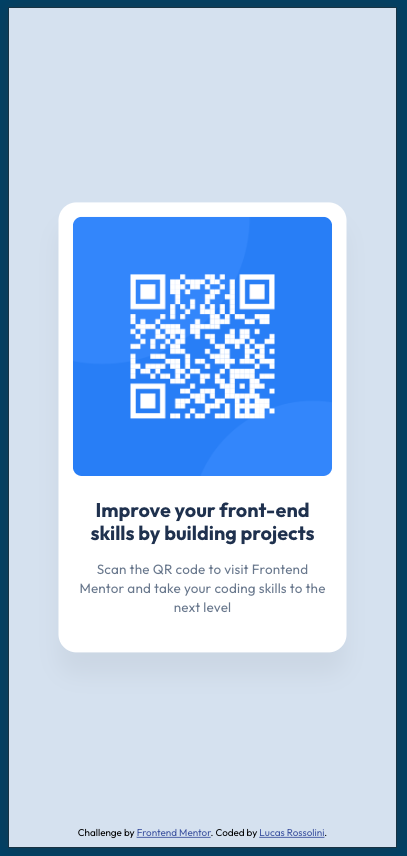 Improve your front-end
skills by building projects
Scan the QR code to visit Frontend
Mentor and take your coding skills to the
next level
Challenge by Frontend Mentor. Coded by Lucas Rossolini.